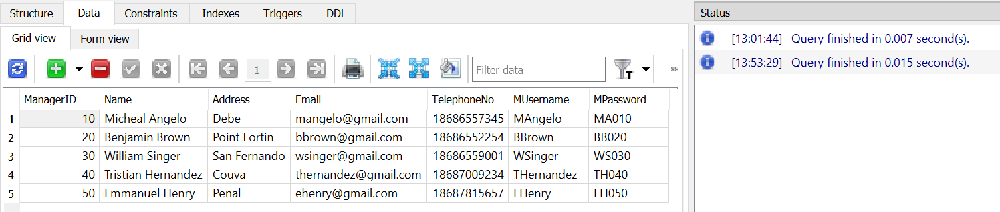 Structure Data Constraints Indexes Triggers DDL
Grid view Form view
1 Filter data T »
ManagerID Name Address Email TelephoneNo MUsername MPassword
1 10 Micheal Angelo Debe mangelo@gmail.com 18686557345 MAngelo MA010
2 20 Benjamin Brown Point Fortin bbrown@gmail.com 18686552254 BBrown BB020
3 30 William Singer San Fernando wsinger@gmail.com 18686559001 WSinger WS030
4 40 Tristian Hernandez Couva thernandez@gmail.com 18687009234 THernandez TH040
5 50 Emmanuel Henry Penal ehenry@gmail.com 18687815657 EHenry EH050
Status
[13:01:44] Query finished in 0.007 second(s).
[13:53:29] Query finished in 0.015 second(s).